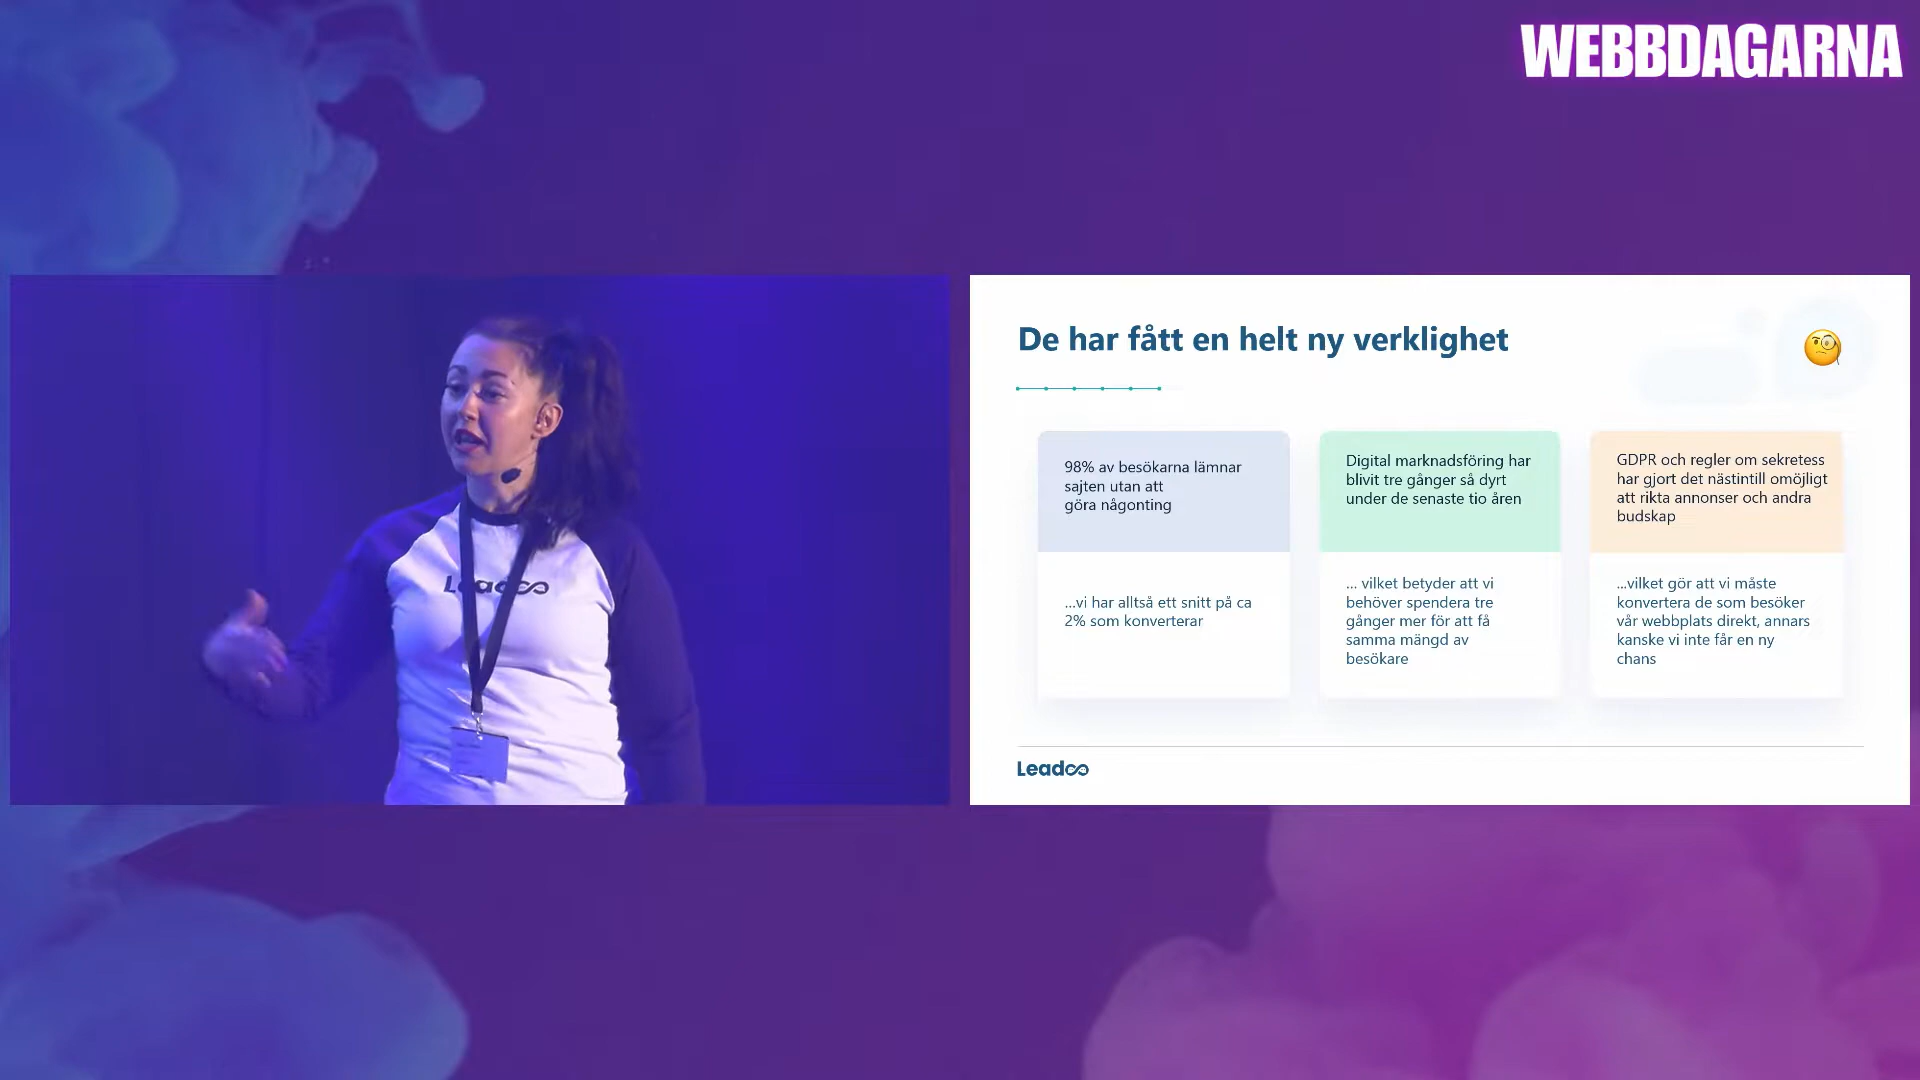 WEBBDAGARNA
Leadoo
De har fått en helt ny verklighet
98% av besökarna lämnar
sajten utan att
göra någonting
...vi har alltså ett snitt på ca
2% som konverterar
Digital marknadsföring har
blivit tre gånger så dyrt
under de senaste tio åren
... vilket betyder att vi
behöver spendera tre
gånger mer för att få
samma mängd av
besökare
GDPR och regler om sekretess
har gjort det nästintill omöjligt
att rikta annonser och andra
budskap
...vilket gör att vi måste
konvertera de som besöker
vår webbplats direkt, annars
kanske vi inte får en ny
chans
Leadoo